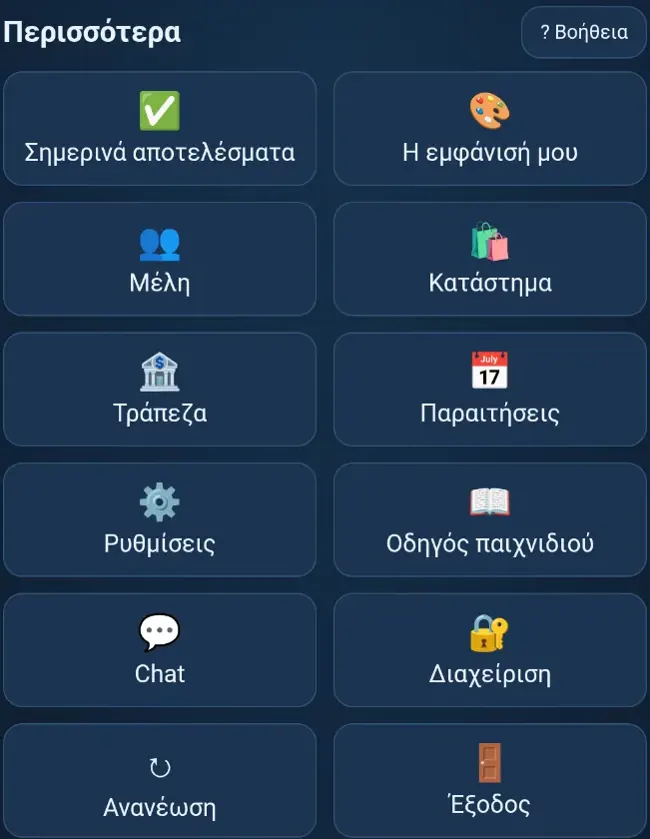 Περισσότερα
? Βοήθεια
Σημερινά αποτελέσματα
Η εμφάνισή μου
Μέλη
Κατάστημα
$
Τράπεζα
July
17
Παραιτήσεις
Ρυθμίσεις
Οδηγός παιχνιδιού
Chat
Διαχείριση
Ανανέωση
Έξοδος